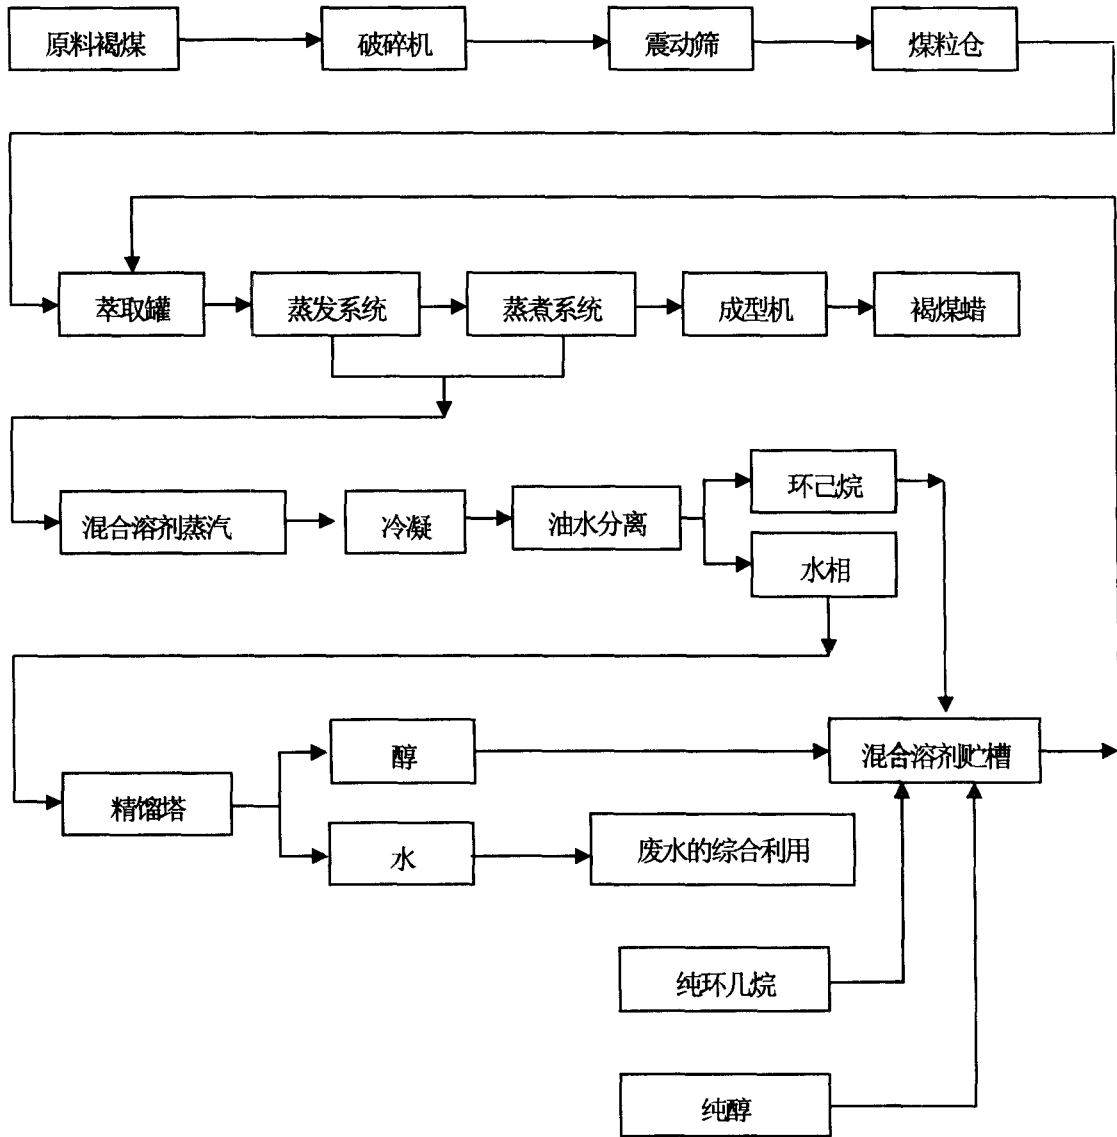 原料褐煤
破碎机
震动筛
煤粒仓
萃取罐
蒸发系统
蒸煮系统
成型机
褐煤蜡
混合溶剂蒸汽
冷凝
油水分离
环己烷
水相
醇
混合溶剂贮槽
精馏塔
水
废水的综合利用
纯环几烷
纯醇